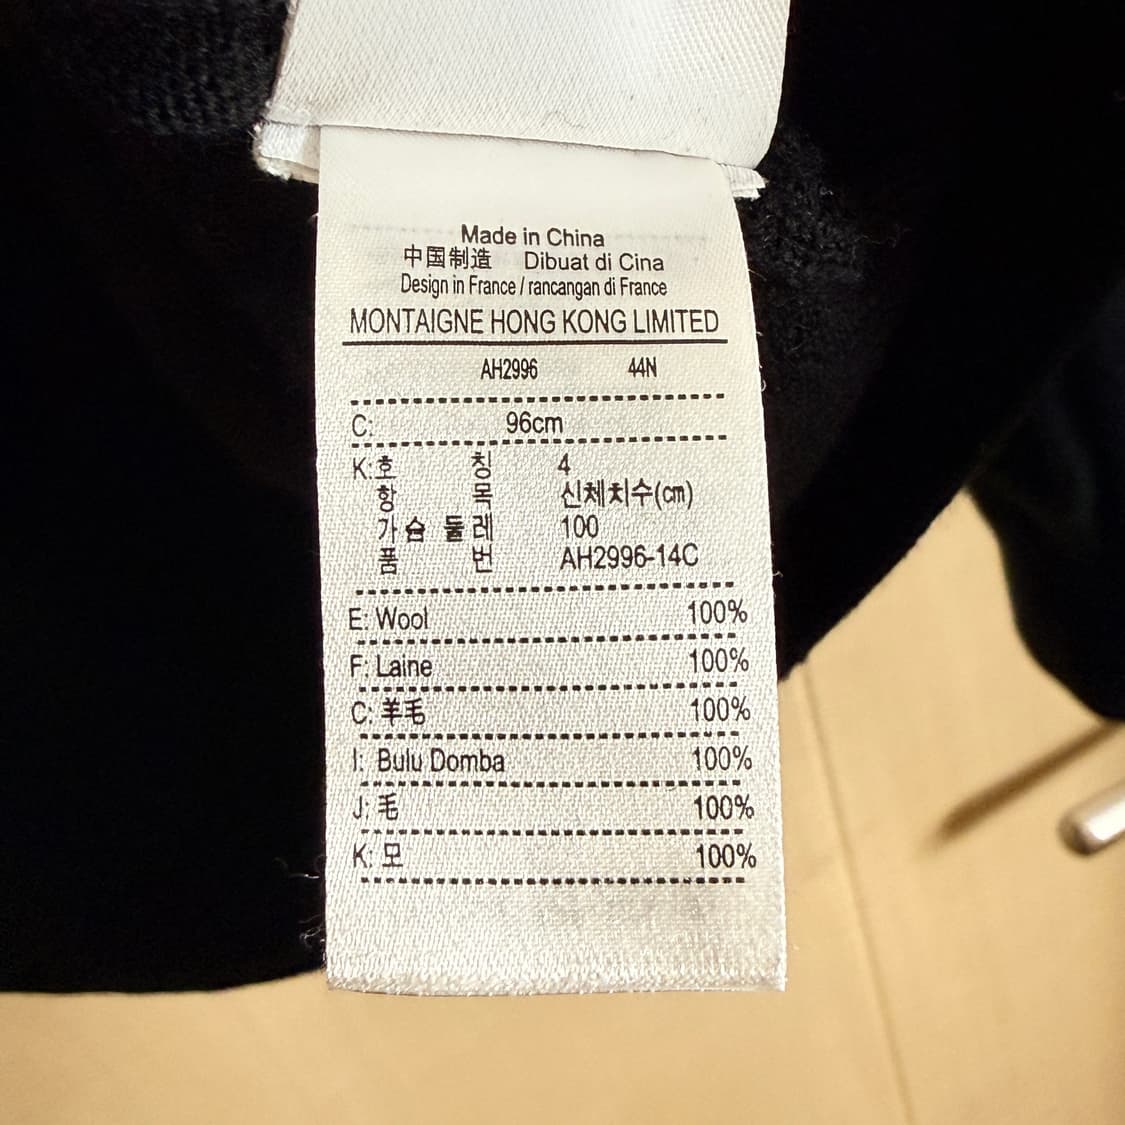 Made in China
中国制造 Dibuat di Cina
Design in France / rancangan di France
MONTAIGNE HONG KONG LIMITED
AH2996 44N
C: 96cm
K: 호 칭 4
항 목 신체치수(cm)
가슴둘레 100
품 번 AH2996-14C
E: Wool 100%
F: Laine 100%
C: 羊毛 100%
I: Bulu Domba 100%
J: 毛 100%
K: 모 100%